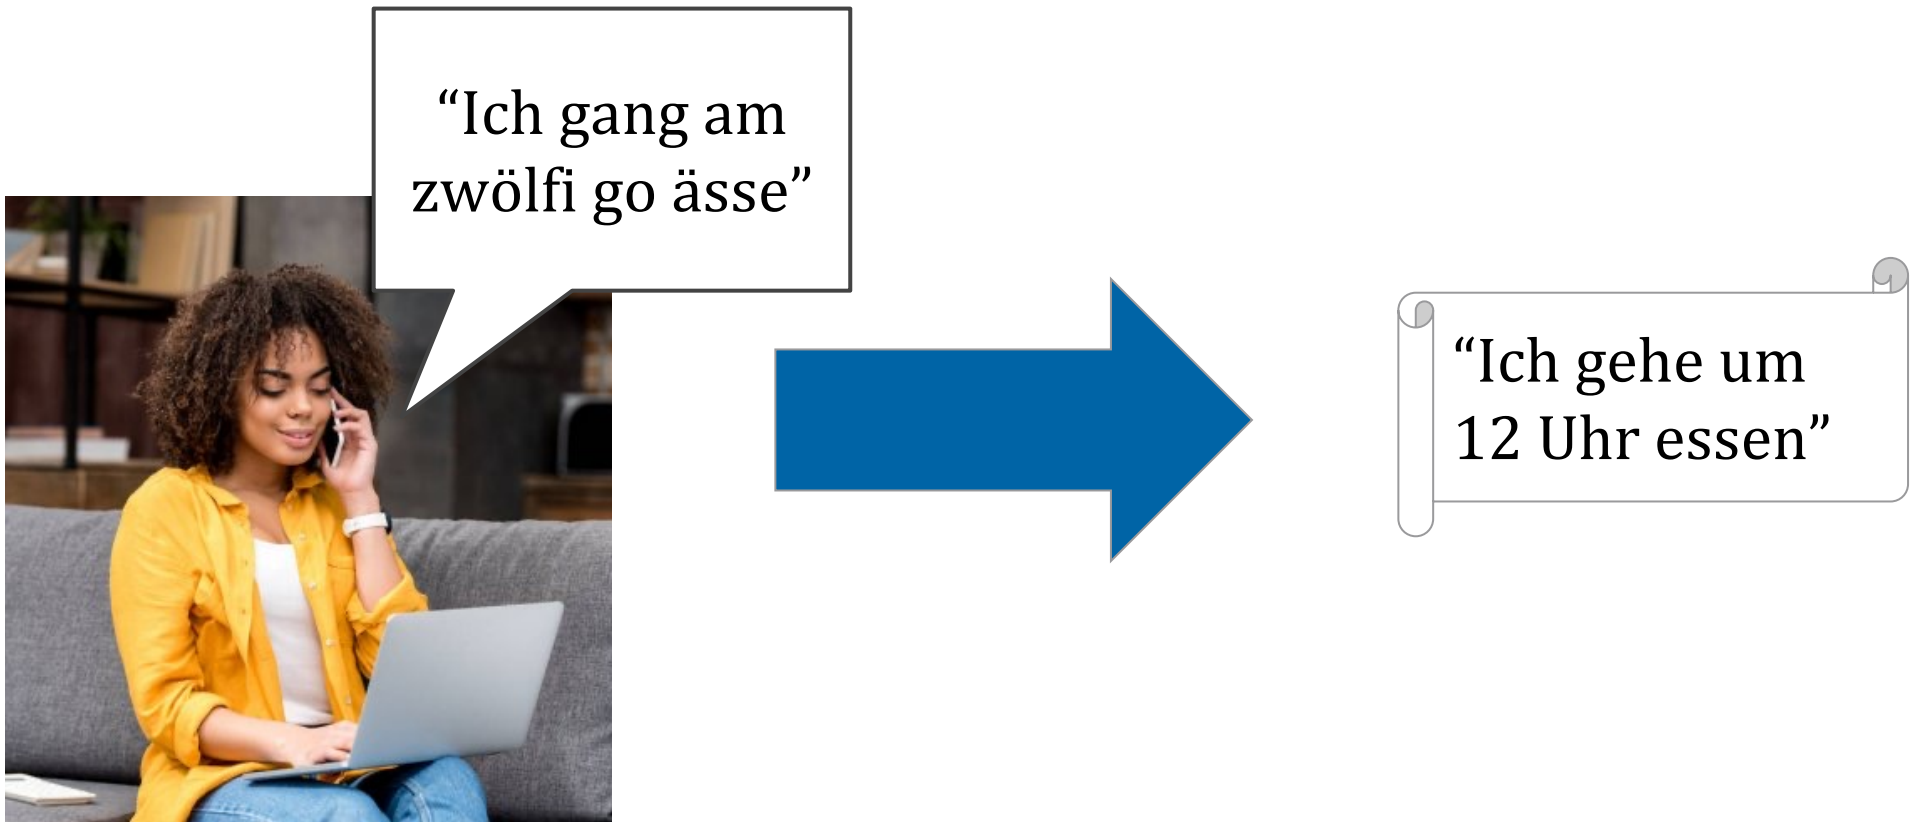 “Ich gang am
zwölfi go ässe”
“Ich gehe um
12 Uhr essen”